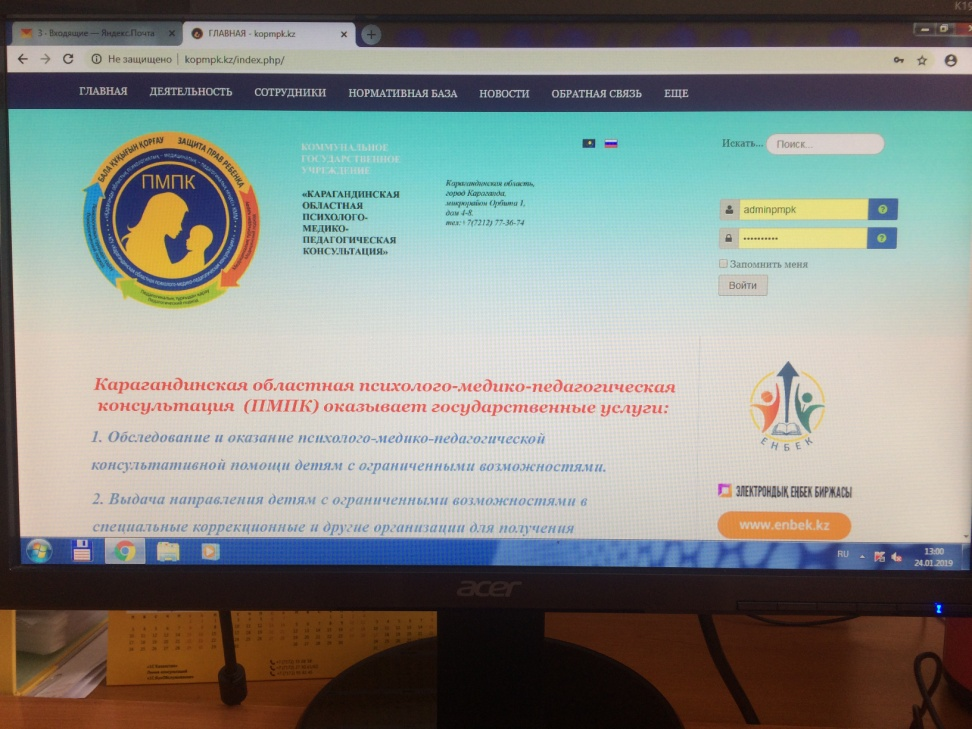 K19
3 · Входящие — Яндекс.Почта
ГЛАВНАЯ - kopmpk.kz
Не защищено
kopmpk.kz/index.php/
ГЛАВНАЯ
ДЕЯТЕЛЬНОСТЬ
СОТРУДНИКИ
НОРМАТИВНАЯ БАЗА
НОВОСТИ
ОБРАТНАЯ СВЯЗЬ
ЕЩЕ
БАЛА ҚҰҚЫҒЫН ҚОРҒАУ
ЗАЩИТА ПРАВ РЕБЕНКА
ПМПК
КОММУНАЛЬНОЕ
ГОСУДАРСТВЕННОЕ
УЧРЕЖДЕНИЕ
«КАРАГАНДИНСКАЯ
ОБЛАСТНАЯ
ПСИХОЛОГО-
МЕДИКО-
ПЕДАГОГИЧЕСКАЯ
КОНСУЛЬТАЦИЯ»
Карагандинская область,
город Караганда,
микрорайон Орбита 1,
дом 4-8.
тел:+7(7212) 77-36-74
Искать...
Поиск...
adminpmpk
Запомнить меня
Войти
Карагандинская областная психолого-медико-педагогическая
консультация (ПМПК) оказывает государственные услуги:
1. Обследование и оказание психолого-медико-педагогической
консультативной помощи детям с ограниченными возможностями.
2. Выдача направления детям с ограниченными возможностями в
специальные коррекционные и другие организации для получения
ЕҢБЕК
ЭЛЕКТРОНДЫҚ ЕҢБЕК БИРЖАСЫ
www.enbek.kz
RU
13:00
24.01.2019
acer